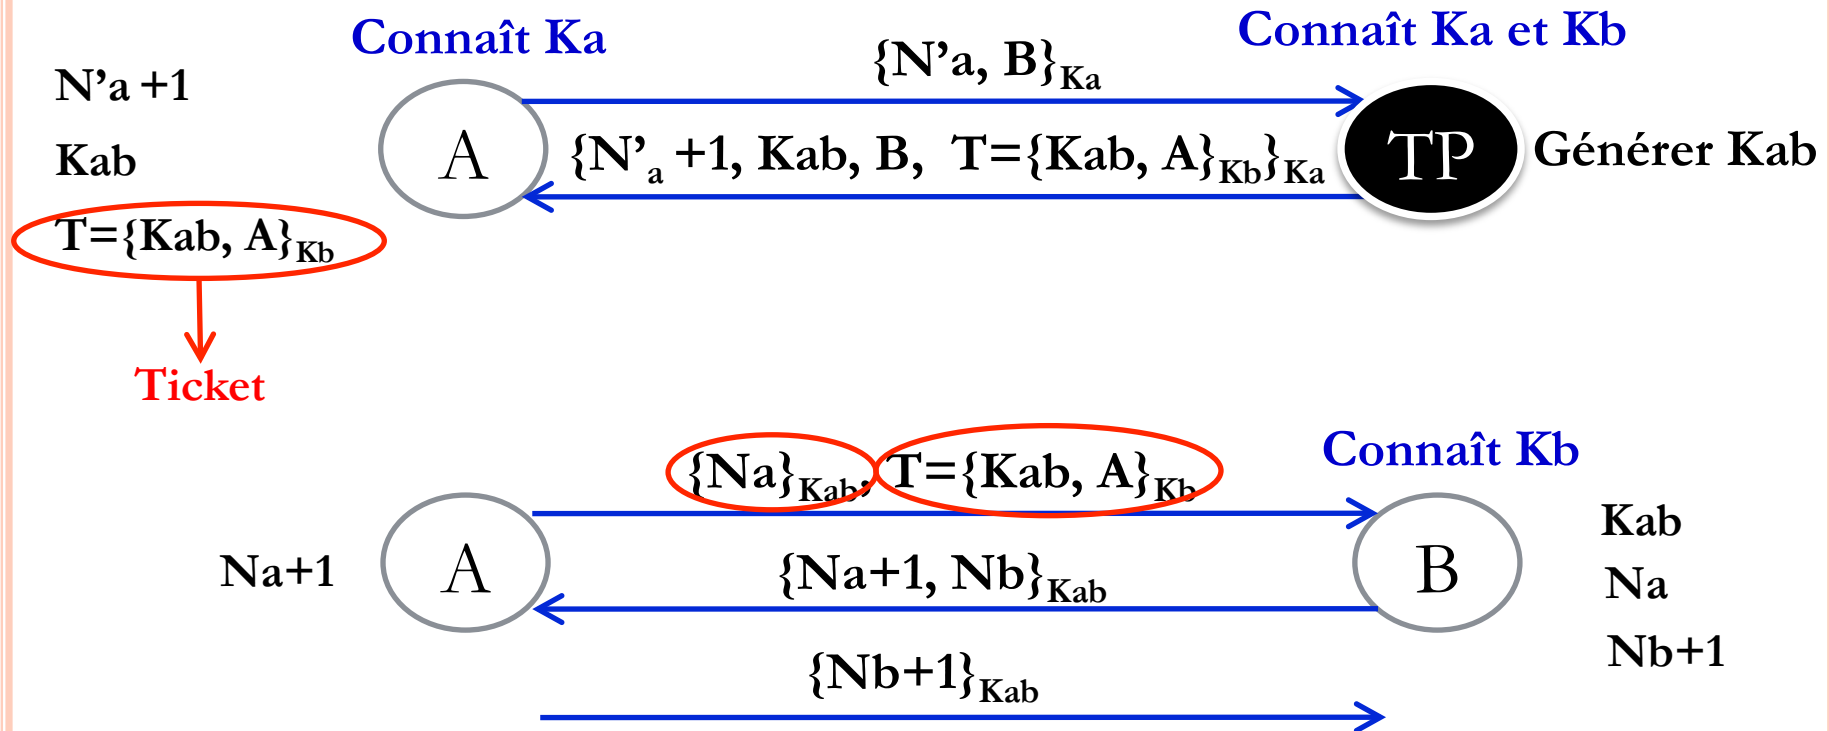 Connaît Ka
Connaît Ka et Kb
N'a +1
{N'a, B}Ka
Kab
A
{N'a +1, Kab, B, T={Kab, A}Kb}Ka
TP
Générer Kab
T={Kab, A}Kb
Ticket
{Na}Kab, T={Kab, A}Kb
Connaît Kb
Kab
Na+1
A
{Na+1, Nb}Kab
B
Na
{Nb+1}Kab
Nb+1